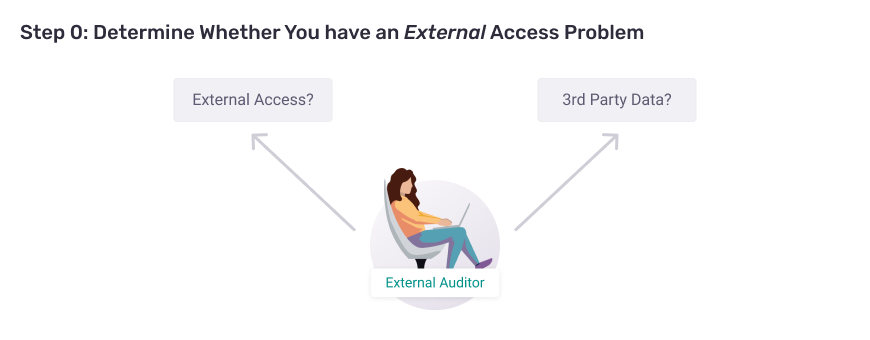 Step 0: Determine Whether You have an External Access Problem
External Access?
3rd Party Data?
External Auditor